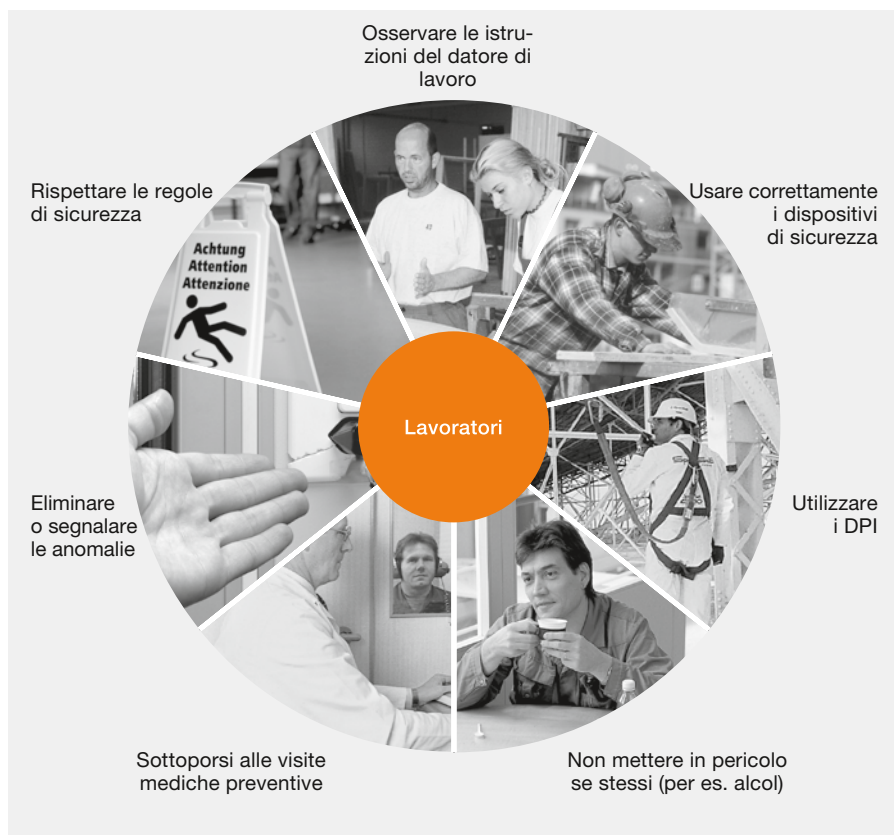 Osservare le istru-
zioni del datore di
lavoro
Rispettare le regole
di sicurezza
Usare correttamente
i dispositivi
di sicurezza
Achtung
Attention
Attenzione
Lavoratori
Eliminare
o segnalare
le anomalie
Utilizzare
i DPI
Sottoporsi alle visite
mediche preventive
Non mettere in pericolo
se stessi (per es. alcol)